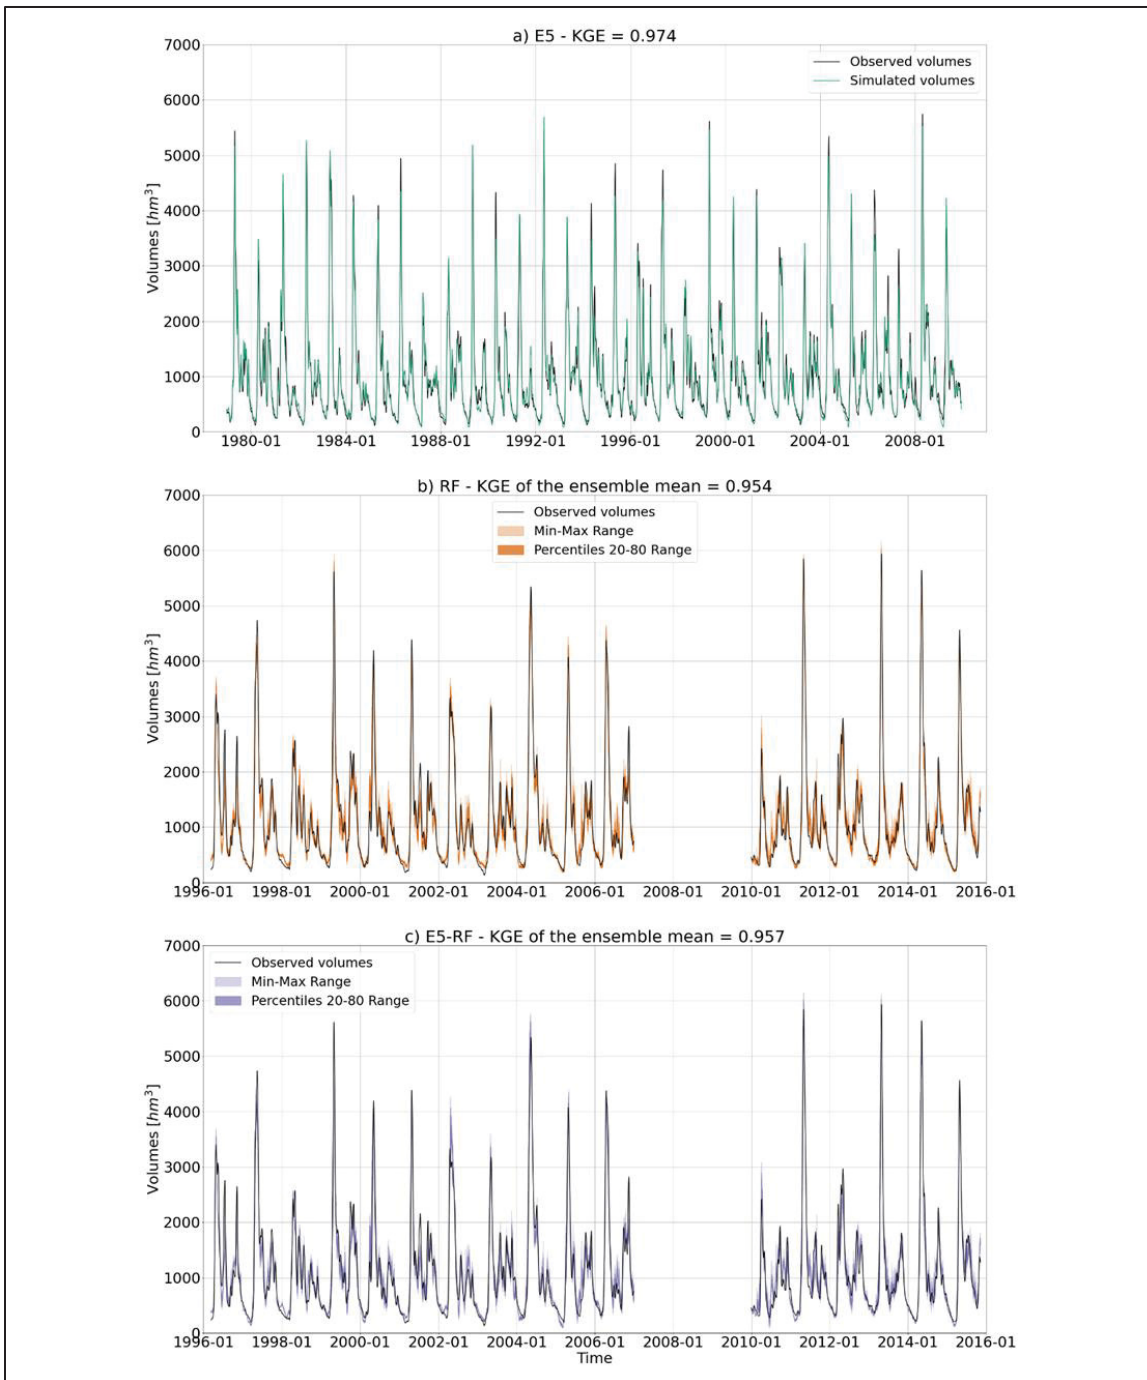 a) E5 - KGE = 0.974
7000
6000
5000
4000
3000
2000
1000
0
Volumes [hm³]
Observed volumes
Simulated volumes
1980-01 1984-01 1988-01 1992-01 1996-01 2000-01 2004-01 2008-01
b) RF - KGE of the ensemble mean = 0.954
7000
6000
5000
4000
3000
2000
1000
0
Volumes [hm³]
Observed volumes
Min-Max Range
Percentiles 20-80 Range
1996-01 1998-01 2000-01 2002-01 2004-01 2006-01 2008-01 2010-01 2012-01 2014-01 2016-01
c) E5-RF - KGE of the ensemble mean = 0.957
7000
6000
5000
4000
3000
2000
1000
0
Volumes [hm³]
Observed volumes
Min-Max Range
Percentiles 20-80 Range
1996-01 1998-01 2000-01 2002-01 2004-01 2006-01 2008-01 2010-01 2012-01 2014-01 2016-01
Time